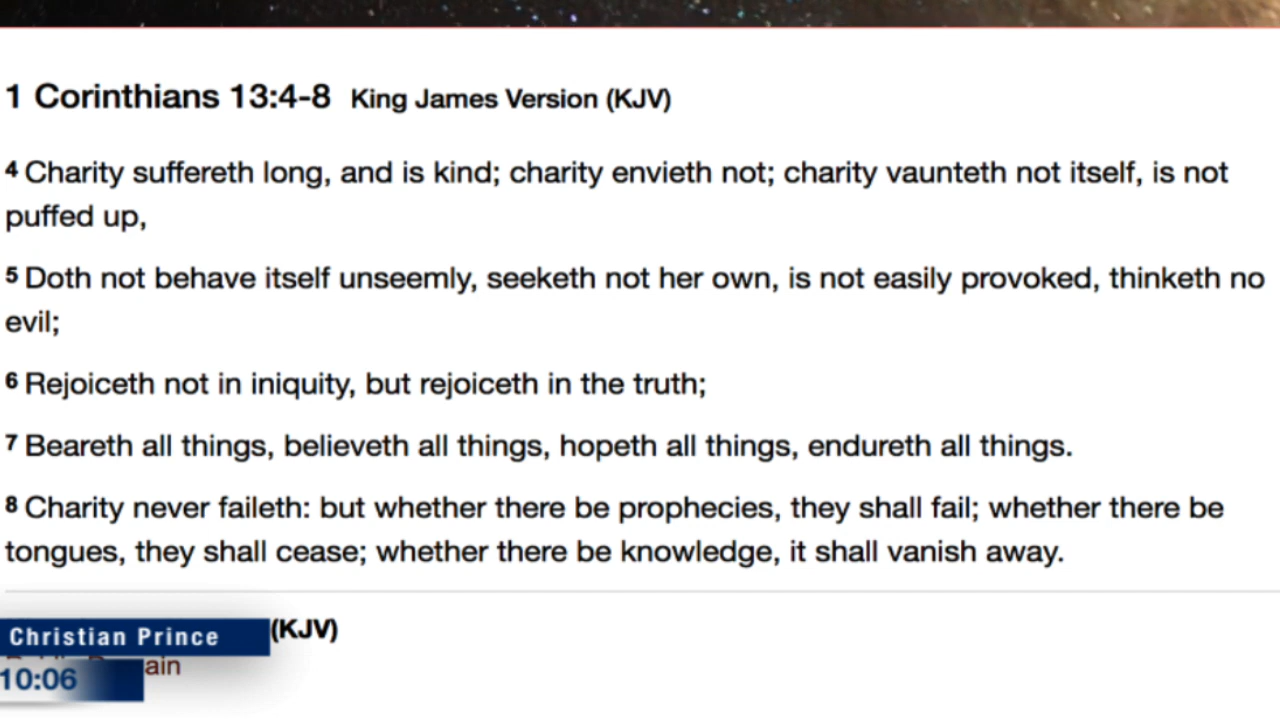 1 Corinthians 13:4-8 King James Version (KJV)
4 Charity suffereth long, and is kind; charity envieth not; charity vaunteth not itself, is not
puffed up,
5 Doth not behave itself unseemly, seeketh not her own, is not easily provoked, thinketh no
evil;
6 Rejoiceth not in iniquity, but rejoiceth in the truth;
7 Beareth all things, believeth all things, hopeth all things, endureth all things.
8 Charity never faileth: but whether there be prophecies, they shall fail; whether there be
tongues, they shall cease; whether there be knowledge, it shall vanish away.
(KJV)
Christian Prince
10:06